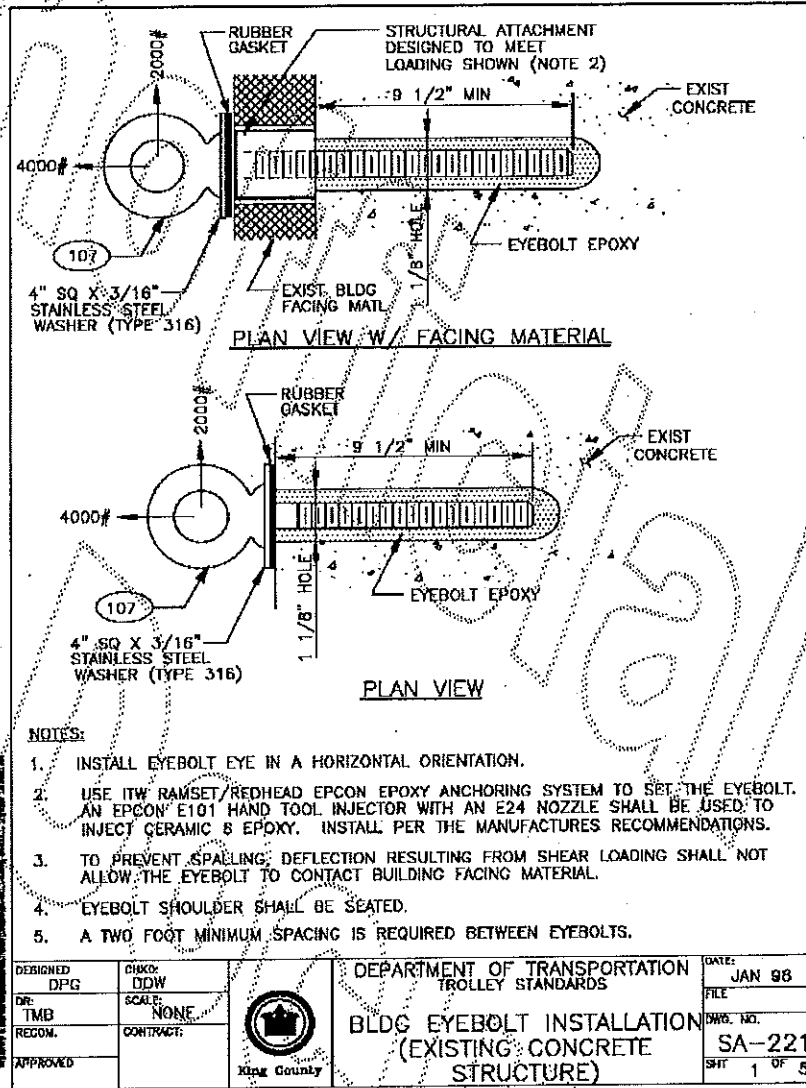 RUBBER
GASKET
STRUCTURAL ATTACHMENT
DESIGNED TO MEET
LOADING SHOWN (NOTE 2)
2000#
9 1/2" MIN
EXIST
CONCRETE
4000#
107
4" SQ X 3/16"
STAINLESS STEEL
WASHER (TYPE 316)
EXIST BLDG
FACING MATL
1 1/8" HOLE
EYEBOLT EPOXY
PLAN VIEW W/ FACING MATERIAL
RUBBER
GASKET
2000#
9 1/2" MIN
EXIST
CONCRETE
4000#
107
4" SQ X 3/16"
STAINLESS STEEL
WASHER (TYPE 316)
1 1/8" HOLE
EYEBOLT EPOXY
PLAN VIEW
NOTES:
1. INSTALL EYEBOLT EYE IN A HORIZONTAL ORIENTATION.
2. USE ITW RAMSET/REDHEAD EPCON EPOXY ANCHORING SYSTEM TO SET THE EYEBOLT.
AN EPCON E101 HAND TOOL INJECTOR WITH AN E24 NOZZLE SHALL BE USED TO
INJECT CERAMIC 6 EPOXY. INSTALL PER THE MANUFACTURES RECOMMENDATIONS.
3. TO PREVENT SPALLING, DEFLECTION RESULTING FROM SHEAR LOADING SHALL NOT
ALLOW THE EYEBOLT TO CONTACT BUILDING FACING MATERIAL.
4. EYEBOLT SHOULDER SHALL BE SEATED.
5. A TWO FOOT MINIMUM SPACING IS REQUIRED BETWEEN EYEBOLTS.
DESIGNED
DPG
CHKD:
DDW
DR:
TMB
SCALE:
NONE
RECOM.
CONTRACT:
APPROVED
King County
DEPARTMENT OF TRANSPORTATION
TROLLEY STANDARDS
BLDG EYEBOLT INSTALLATION
(EXISTING CONCRETE
STRUCTURE)
DATE:
JAN 98
FILE
DWG. NO.
SA-221
SHT 1 OF 5